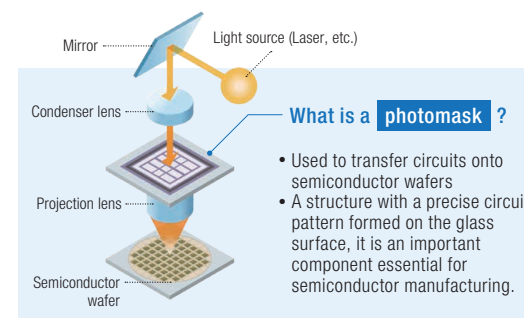 Mirror
Light source (Laser, etc.)
Condenser lens
What is a photomask ?
• Used to transfer circuits onto
semiconductor wafers
• A structure with a precise circui
pattern formed on the glass
surface, it is an important
component essential for
semiconductor manufacturing.
Projection lens
Semiconductor
wafer